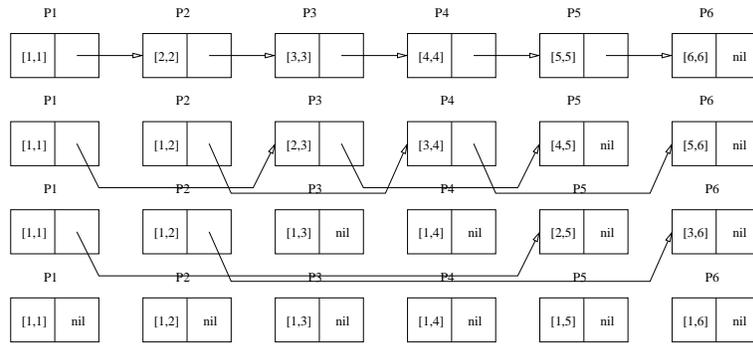 P1 P2 P3 P4 P5 P6
[1,1] [2,2] [3,3] [4,4] [5,5] [6,6] nil
P1 P2 P3 P4 P5 P6
[1,1] [1,2] [2,3] [3,4] [4,5] nil [5,6] nil
P1 P2 P3 P4 P5 P6
[1,1] [1,2] [1,3] nil [1,4] nil [2,5] nil [3,6] nil
P1 P2 P3 P4 P5 P6
[1,1] nil [1,2] nil [1,3] nil [1,4] nil [1,5] nil [1,6] nil